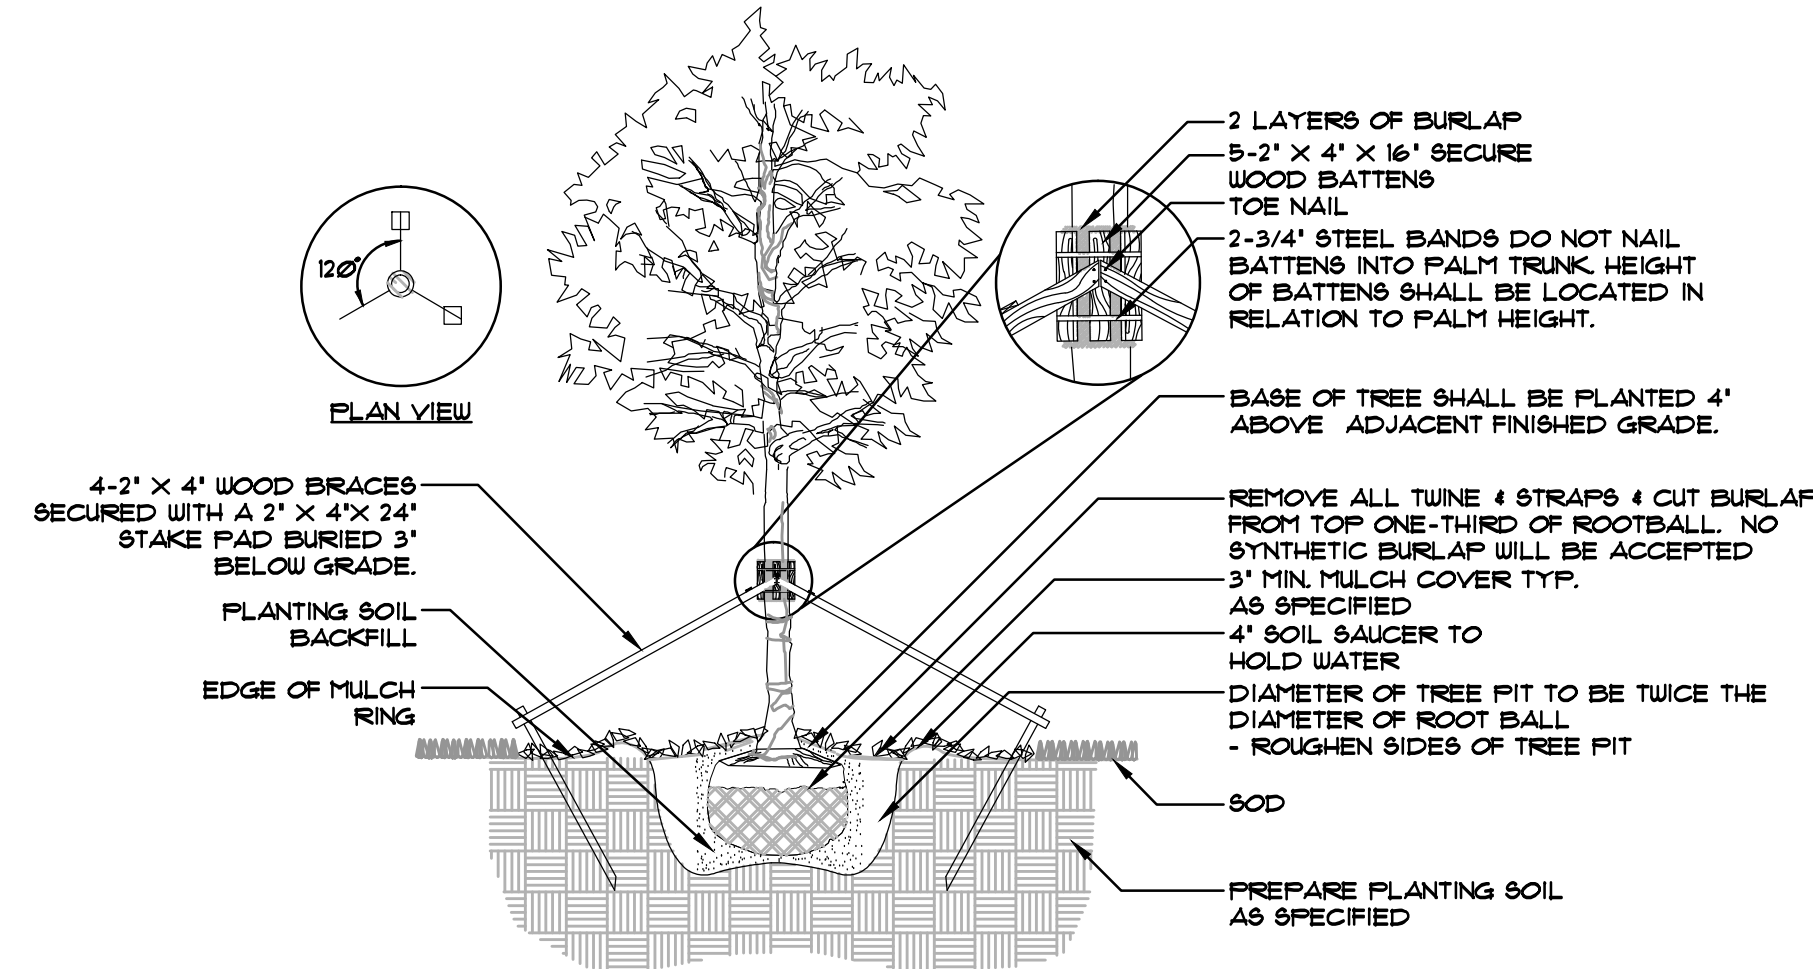 120°
PLAN VIEW
4-2" X 4" WOOD BRACES
SECURED WITH A 2" X 4"X 24"
STAKE PAD BURIED 3"
BELOW GRADE.
PLANTING SOIL
BACKFILL
EDGE OF MULCH
RING
2 LAYERS OF BURLAP
5-2" X 4" X 16" SECURE
WOOD BATTENS
TOE NAIL
2-3/4" STEEL BANDS DO NOT NAIL
BATTENS INTO PALM TRUNK. HEIGHT
OF BATTENS SHALL BE LOCATED IN
RELATION TO PALM HEIGHT.
BASE OF TREE SHALL BE PLANTED 4"
ABOVE ADJACENT FINISHED GRADE.
REMOVE ALL TWINE & STRAPS & CUT BURLAP
FROM TOP ONE-THIRD OF ROOTBALL. NO
SYNTHETIC BURLAP WILL BE ACCEPTED
3" MIN. MULCH COVER TYP.
AS SPECIFIED
4" SOIL SAUCER TO
HOLD WATER
DIAMETER OF TREE PIT TO BE TWICE THE
DIAMETER OF ROOT BALL
- ROUGHEN SIDES OF TREE PIT
SOD
PREPARE PLANTING SOIL
AS SPECIFIED